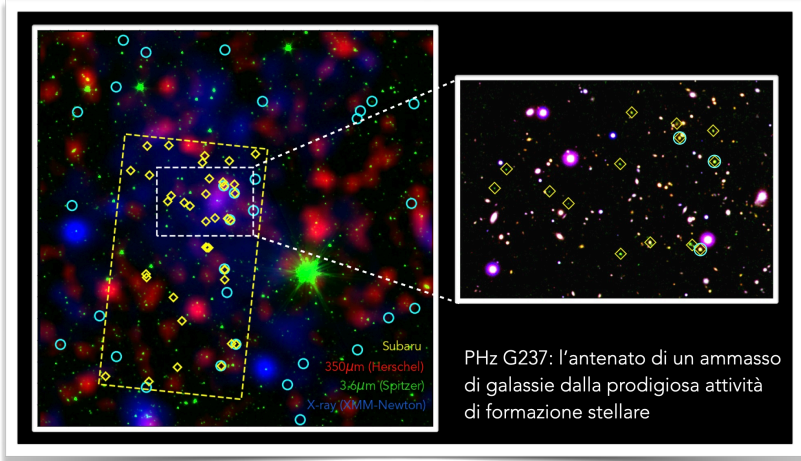 Subaru
350µm (Herschel)
3.6µm (Spitzer)
X-ray (XMM-Newton)
PHz G237: l'antenato di un ammasso
di galassie dalla prodigiosa attività
di formazione stellare